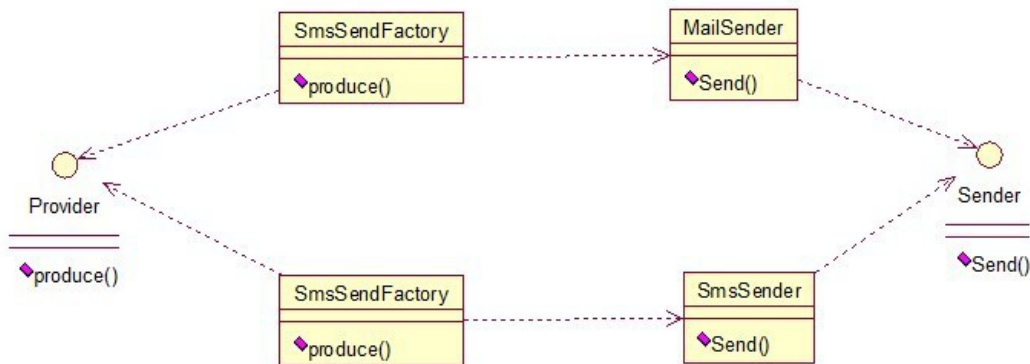 SmsSendFactory
produce()
MailSender
Send()
Provider
produce()
Sender
Send()
SmsSendFactory
produce()
SmsSender
Send()